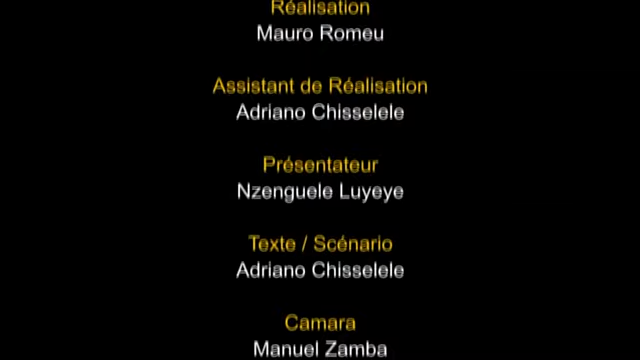 Réalisation
Mauro Romeu
Assistant de Réalisation
Adriano Chisselele
Présentateur
Nzenguele Luyeye
Texte / Scénario
Adriano Chisselele
Camara
Manuel Zamba